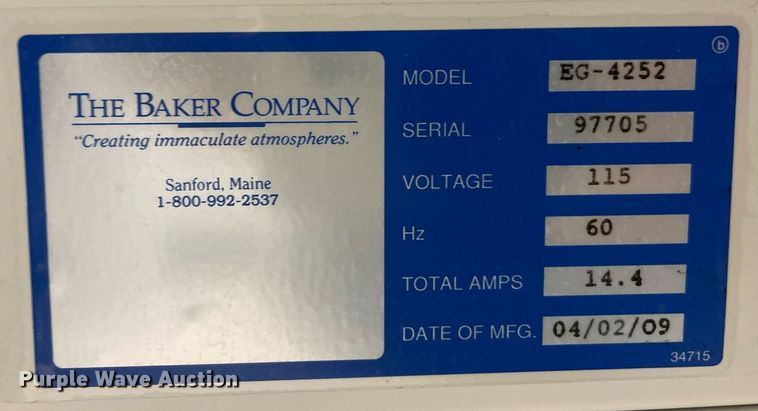 THE BAKER COMPANY
"Creating immaculate atmospheres."
Sanford, Maine
1-800-992-2537
b
MODEL EG-4252
SERIAL 97705
VOLTAGE 115
Hz 60
TOTAL AMPS 14.4
DATE OF MFG. 04/02/09
34715
Purple Wave Auction